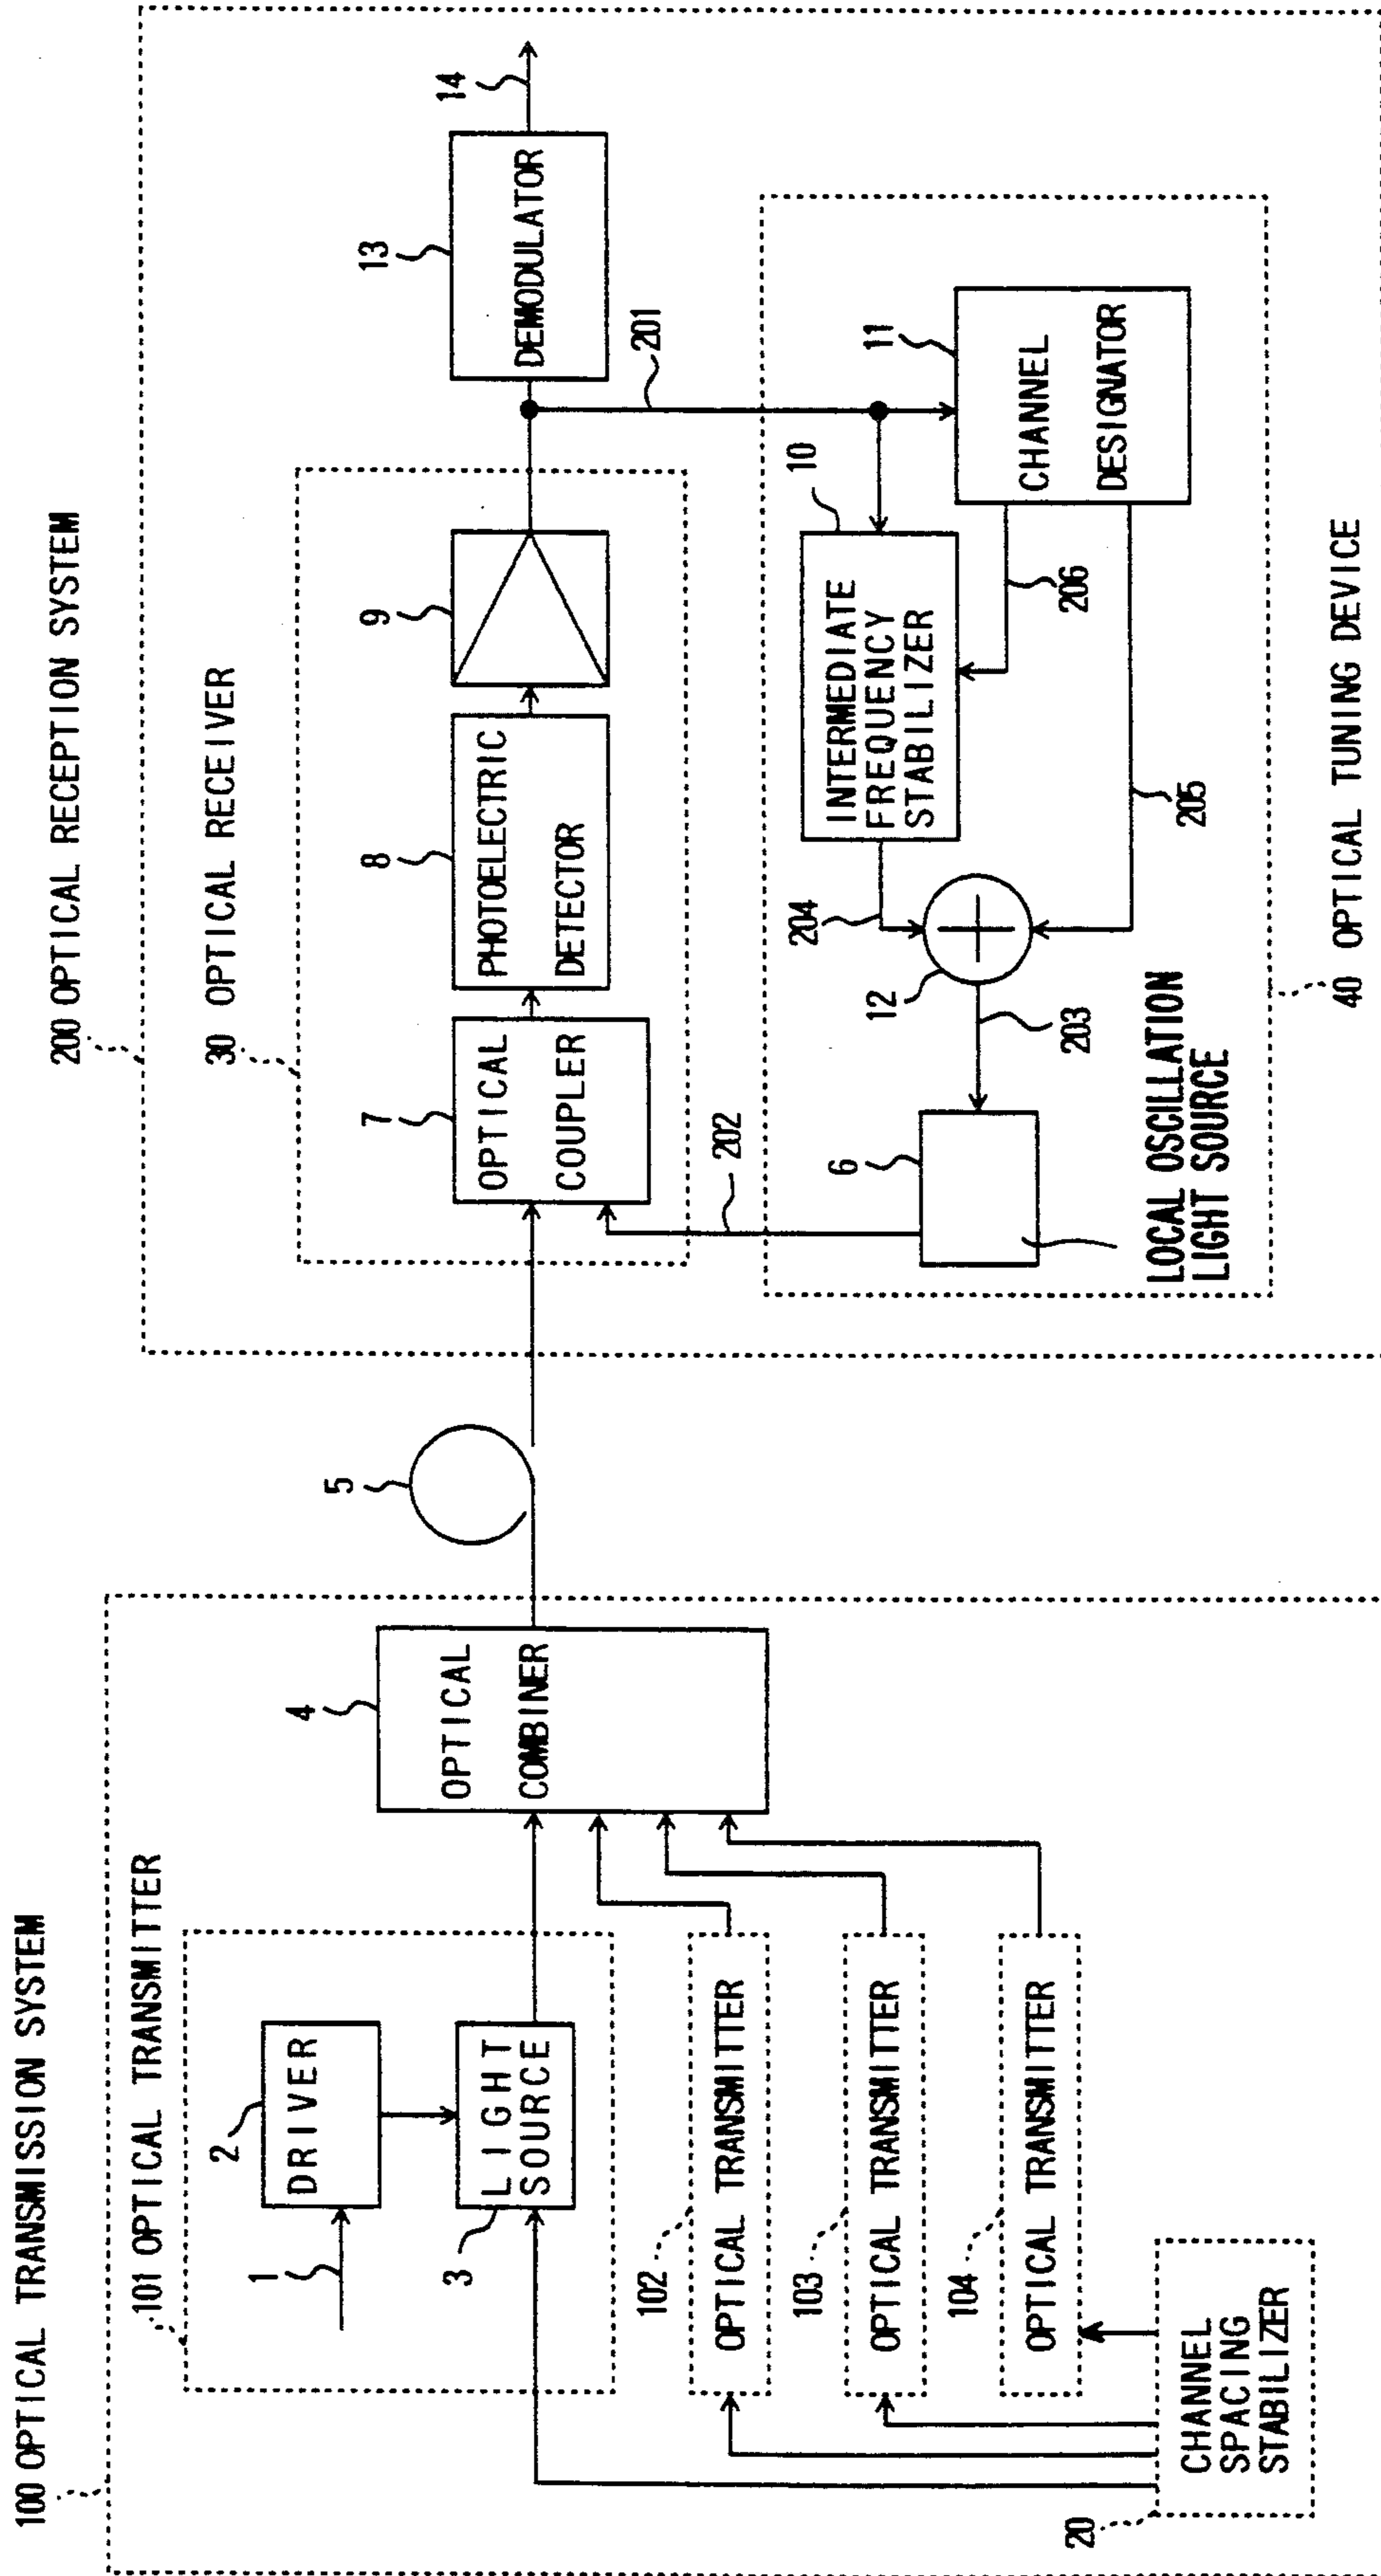 100 OPTICAL TRANSMISSION SYSTEM
101 OPTICAL TRANSMITTER
1
2
DRIVER
3
LIGHT
SOURCE
102
OPTICAL TRANSMITTER
103
OPTICAL TRANSMITTER
104
OPTICAL TRANSMITTER
20
CHANNEL
SPACING
STABILIZER
4
OPTICAL
COMBINER
5
200 OPTICAL RECEPTION SYSTEM
30 OPTICAL RECEIVER
7
OPTICAL
COUPLER
8
PHOTOELECTRIC
DETECTOR
9
13
DEMODULATOR
14
201
202
6
LOCAL OSCILLATION
LIGHT SOURCE
203
12
204
205
10
INTERMEDIATE
FREQUENCY
STABILIZER
206
11
CHANNEL
DESIGNATOR
40 OPTICAL TUNING DEVICE